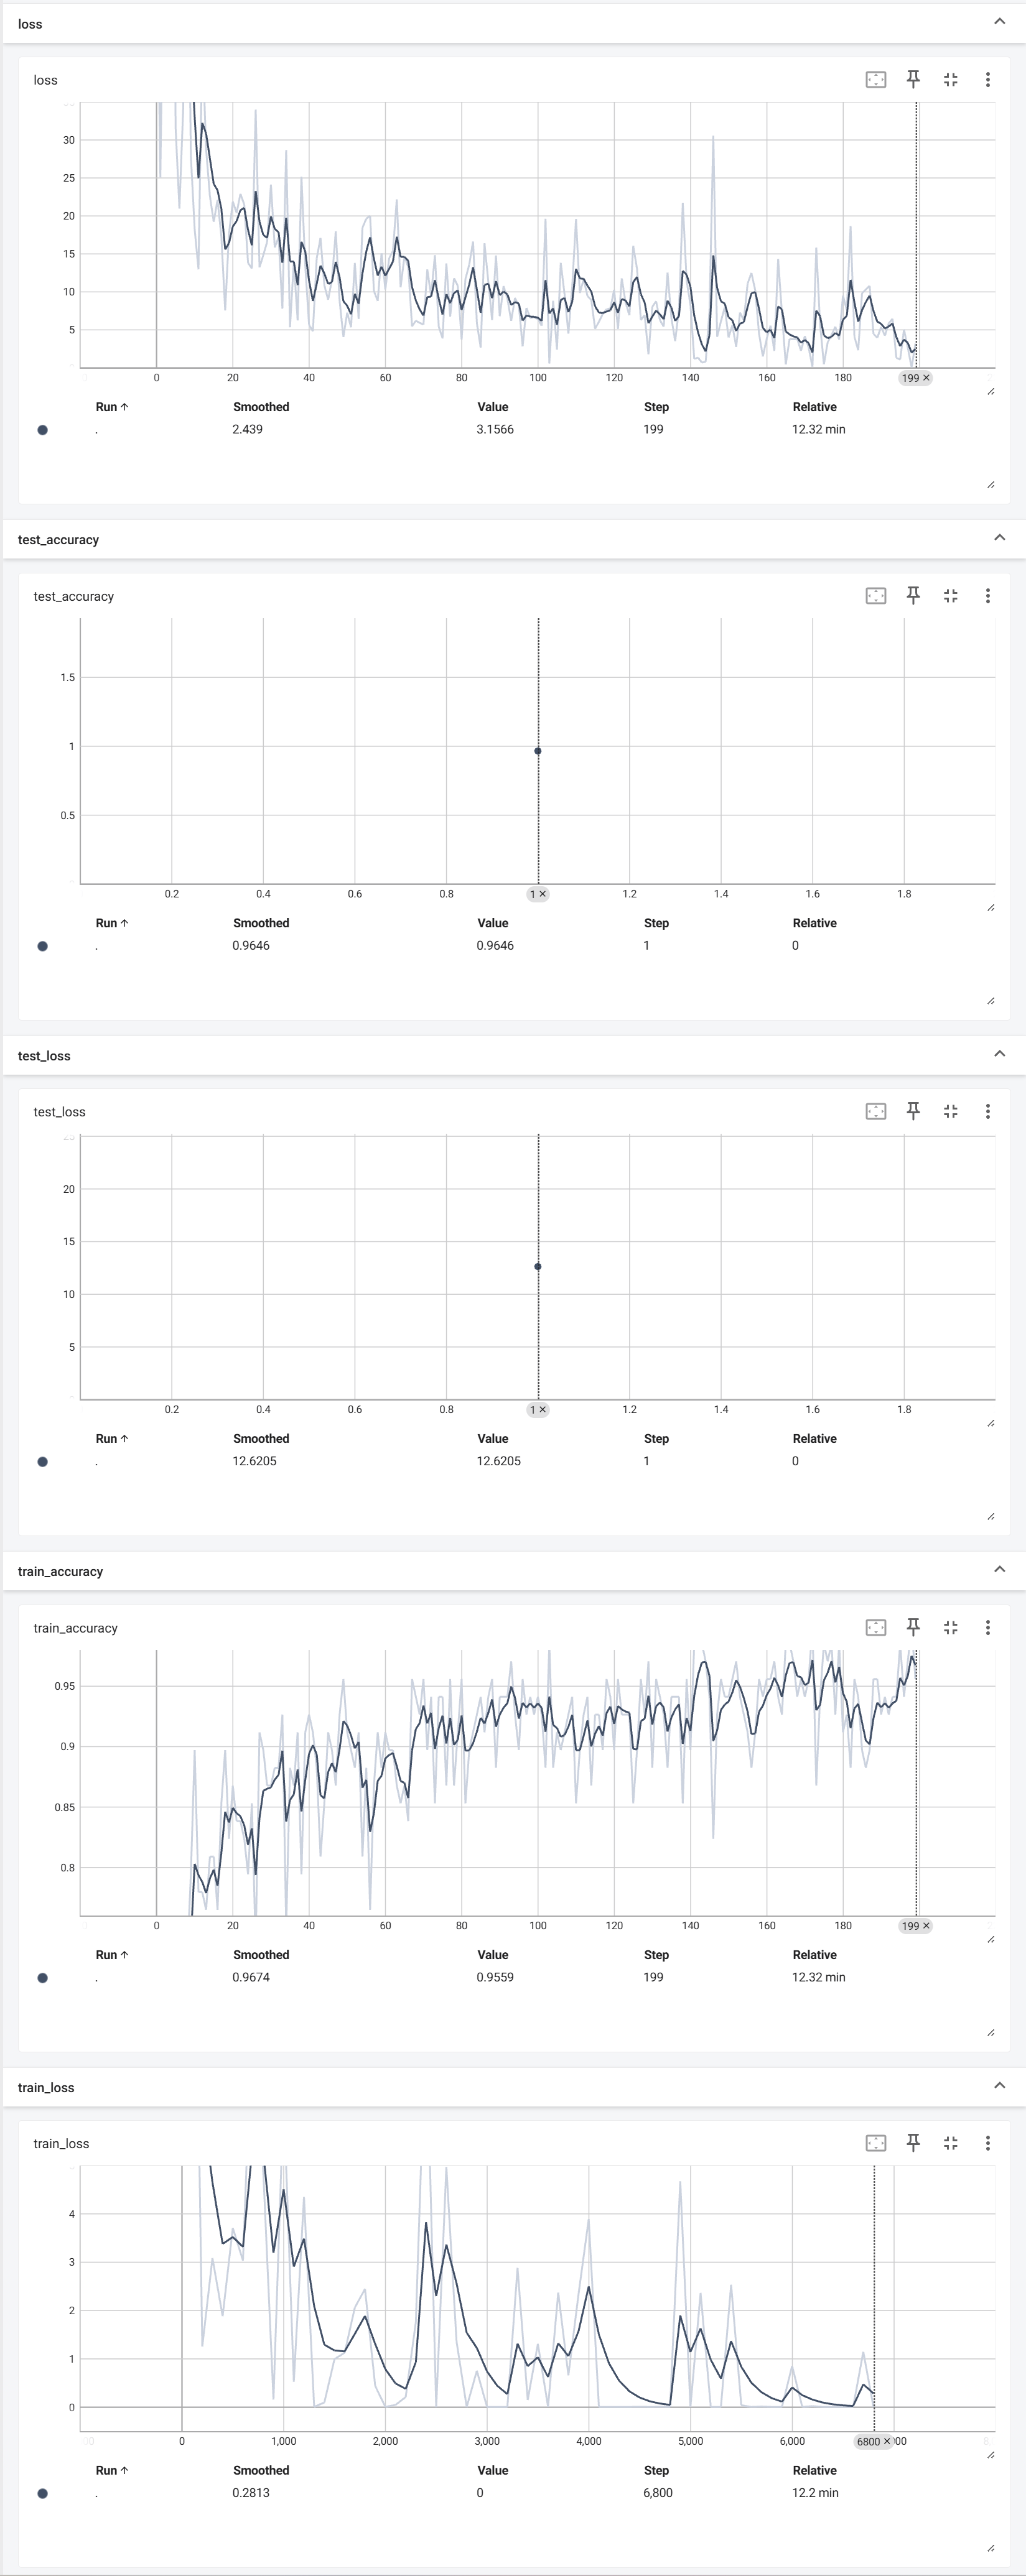 loss
loss
30
25
20
15
10
5
0 20 40 60 80 100 120 140 160 180 199
Run Smoothed Value Step Relative
. 2.439 3.1566 199 12.32 min
test_accuracy
test_accuracy
1.5
1
0.5
0.2 0.4 0.6 0.8 1 1.2 1.4 1.6 1.8
Run Smoothed Value Step Relative
. 0.9646 0.9646 1 0
test_loss
test_loss
20
15
10
5
0.2 0.4 0.6 0.8 1 1.2 1.4 1.6 1.8
Run Smoothed Value Step Relative
. 12.6205 12.6205 1 0
train_accuracy
train_accuracy
0.95
0.9
0.85
0.8
0 20 40 60 80 100 120 140 160 180 199
Run Smoothed Value Step Relative
. 0.9674 0.9559 199 12.32 min
train_loss
train_loss
4
3
2
1
0
0 1,000 2,000 3,000 4,000 5,000 6,000 6800
Run Smoothed Value Step Relative
. 0.2813 0 6,800 12.2 min